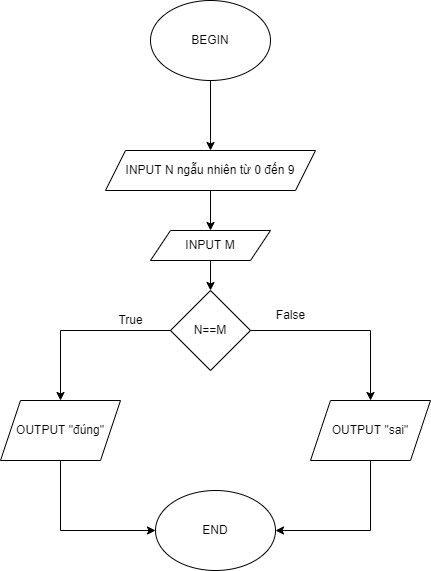 BEGIN
INPUT N ngẫu nhiên từ 0 đến 9
INPUT M
N==M
True
False
OUTPUT "đúng"
OUTPUT "sai"
END